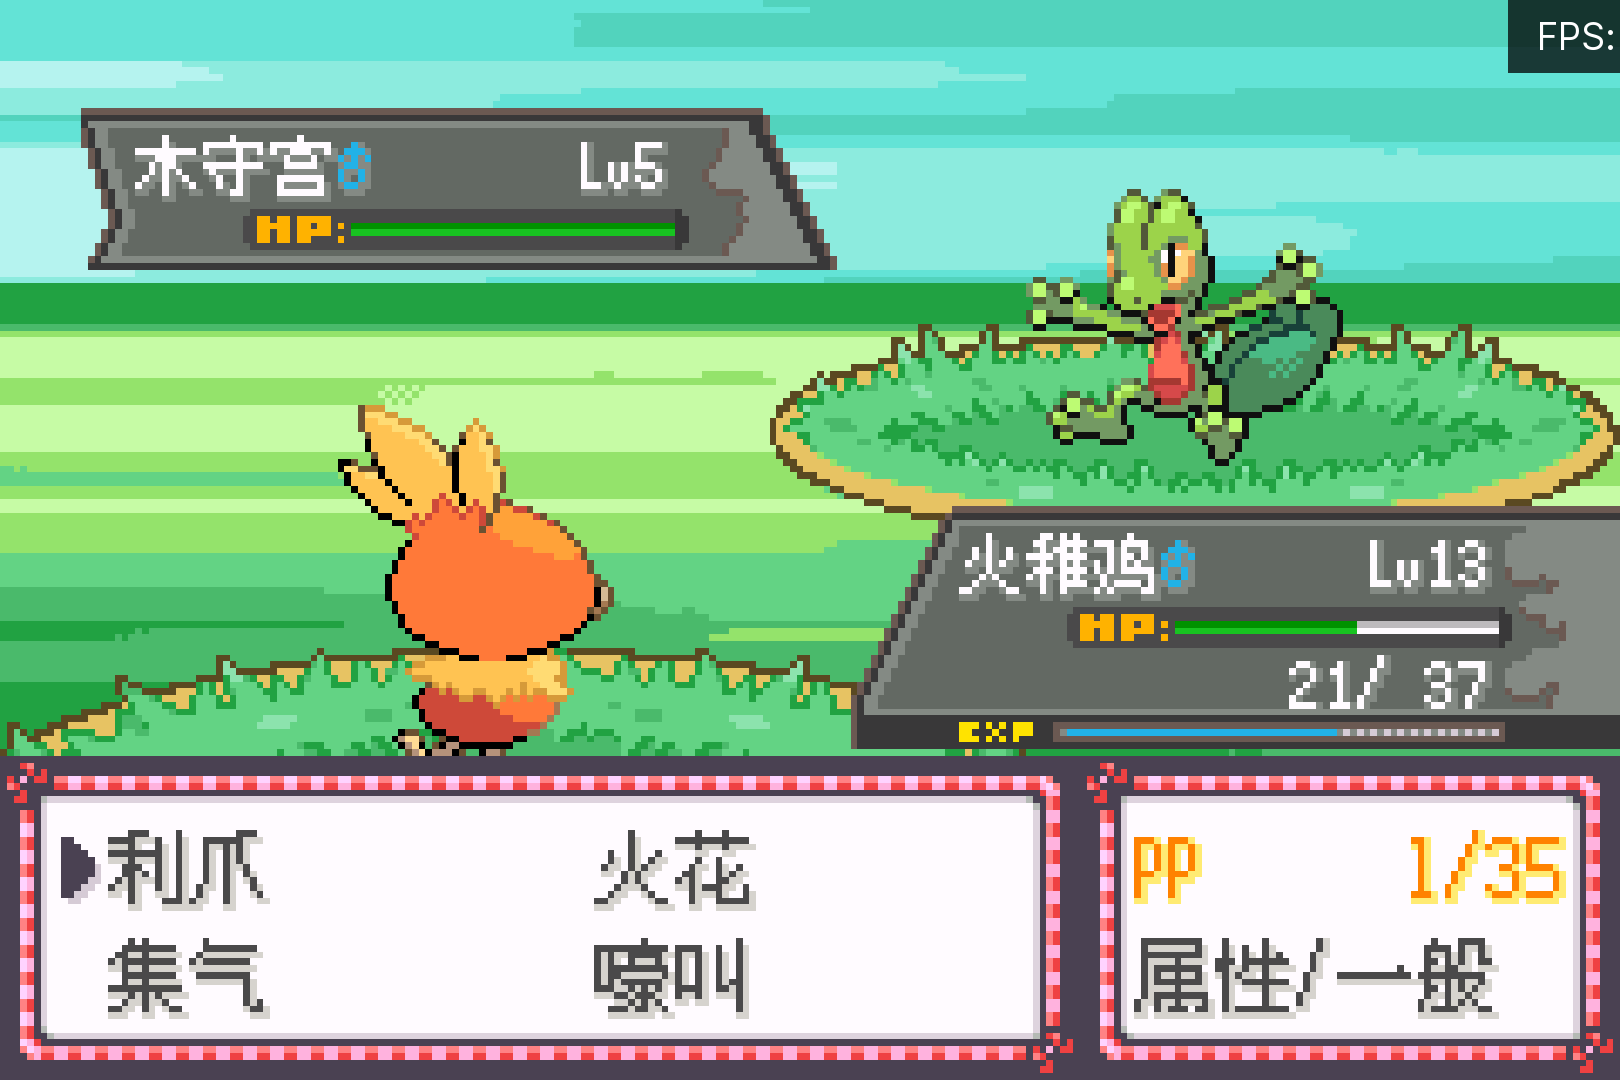 FPS:
木守宫♂ Lv5
HP:
火稚鸡♂ Lv13
HP:
21/ 37
EXP
利爪 火花
集气 嚎叫
PP 1/35
属性/一般